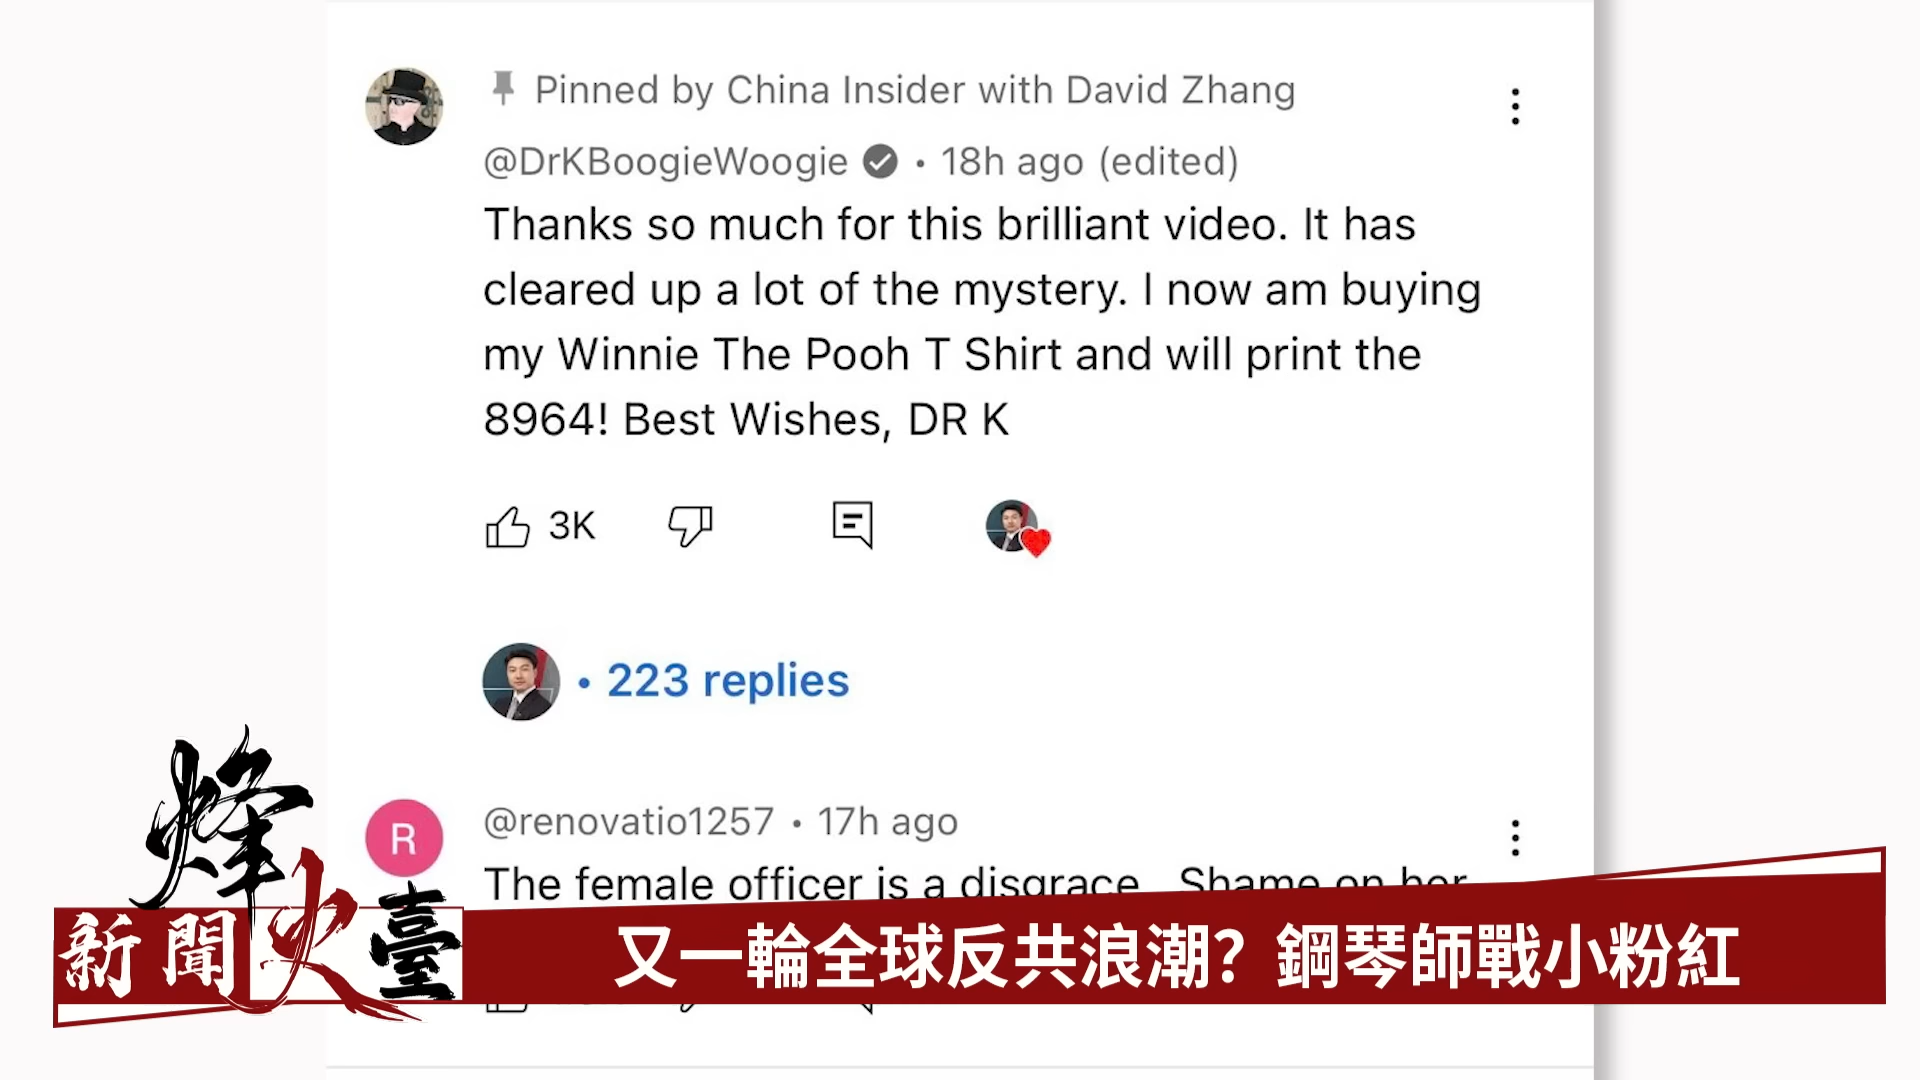 Pinned by China Insider with David Zhang
@DrKBoogieWoogie • 18h ago (edited)
Thanks so much for this brilliant video. It has
cleared up a lot of the mystery. I now am buying
my Winnie The Pooh T Shirt and will print the
8964! Best Wishes, DR K
3K
• 223 replies
R
@renovatio1257 • 17h ago
The female officer is a disgrace. Shame on her
烽火臺
新聞
又一輪全球反共浪潮？鋼琴師戰小粉紅